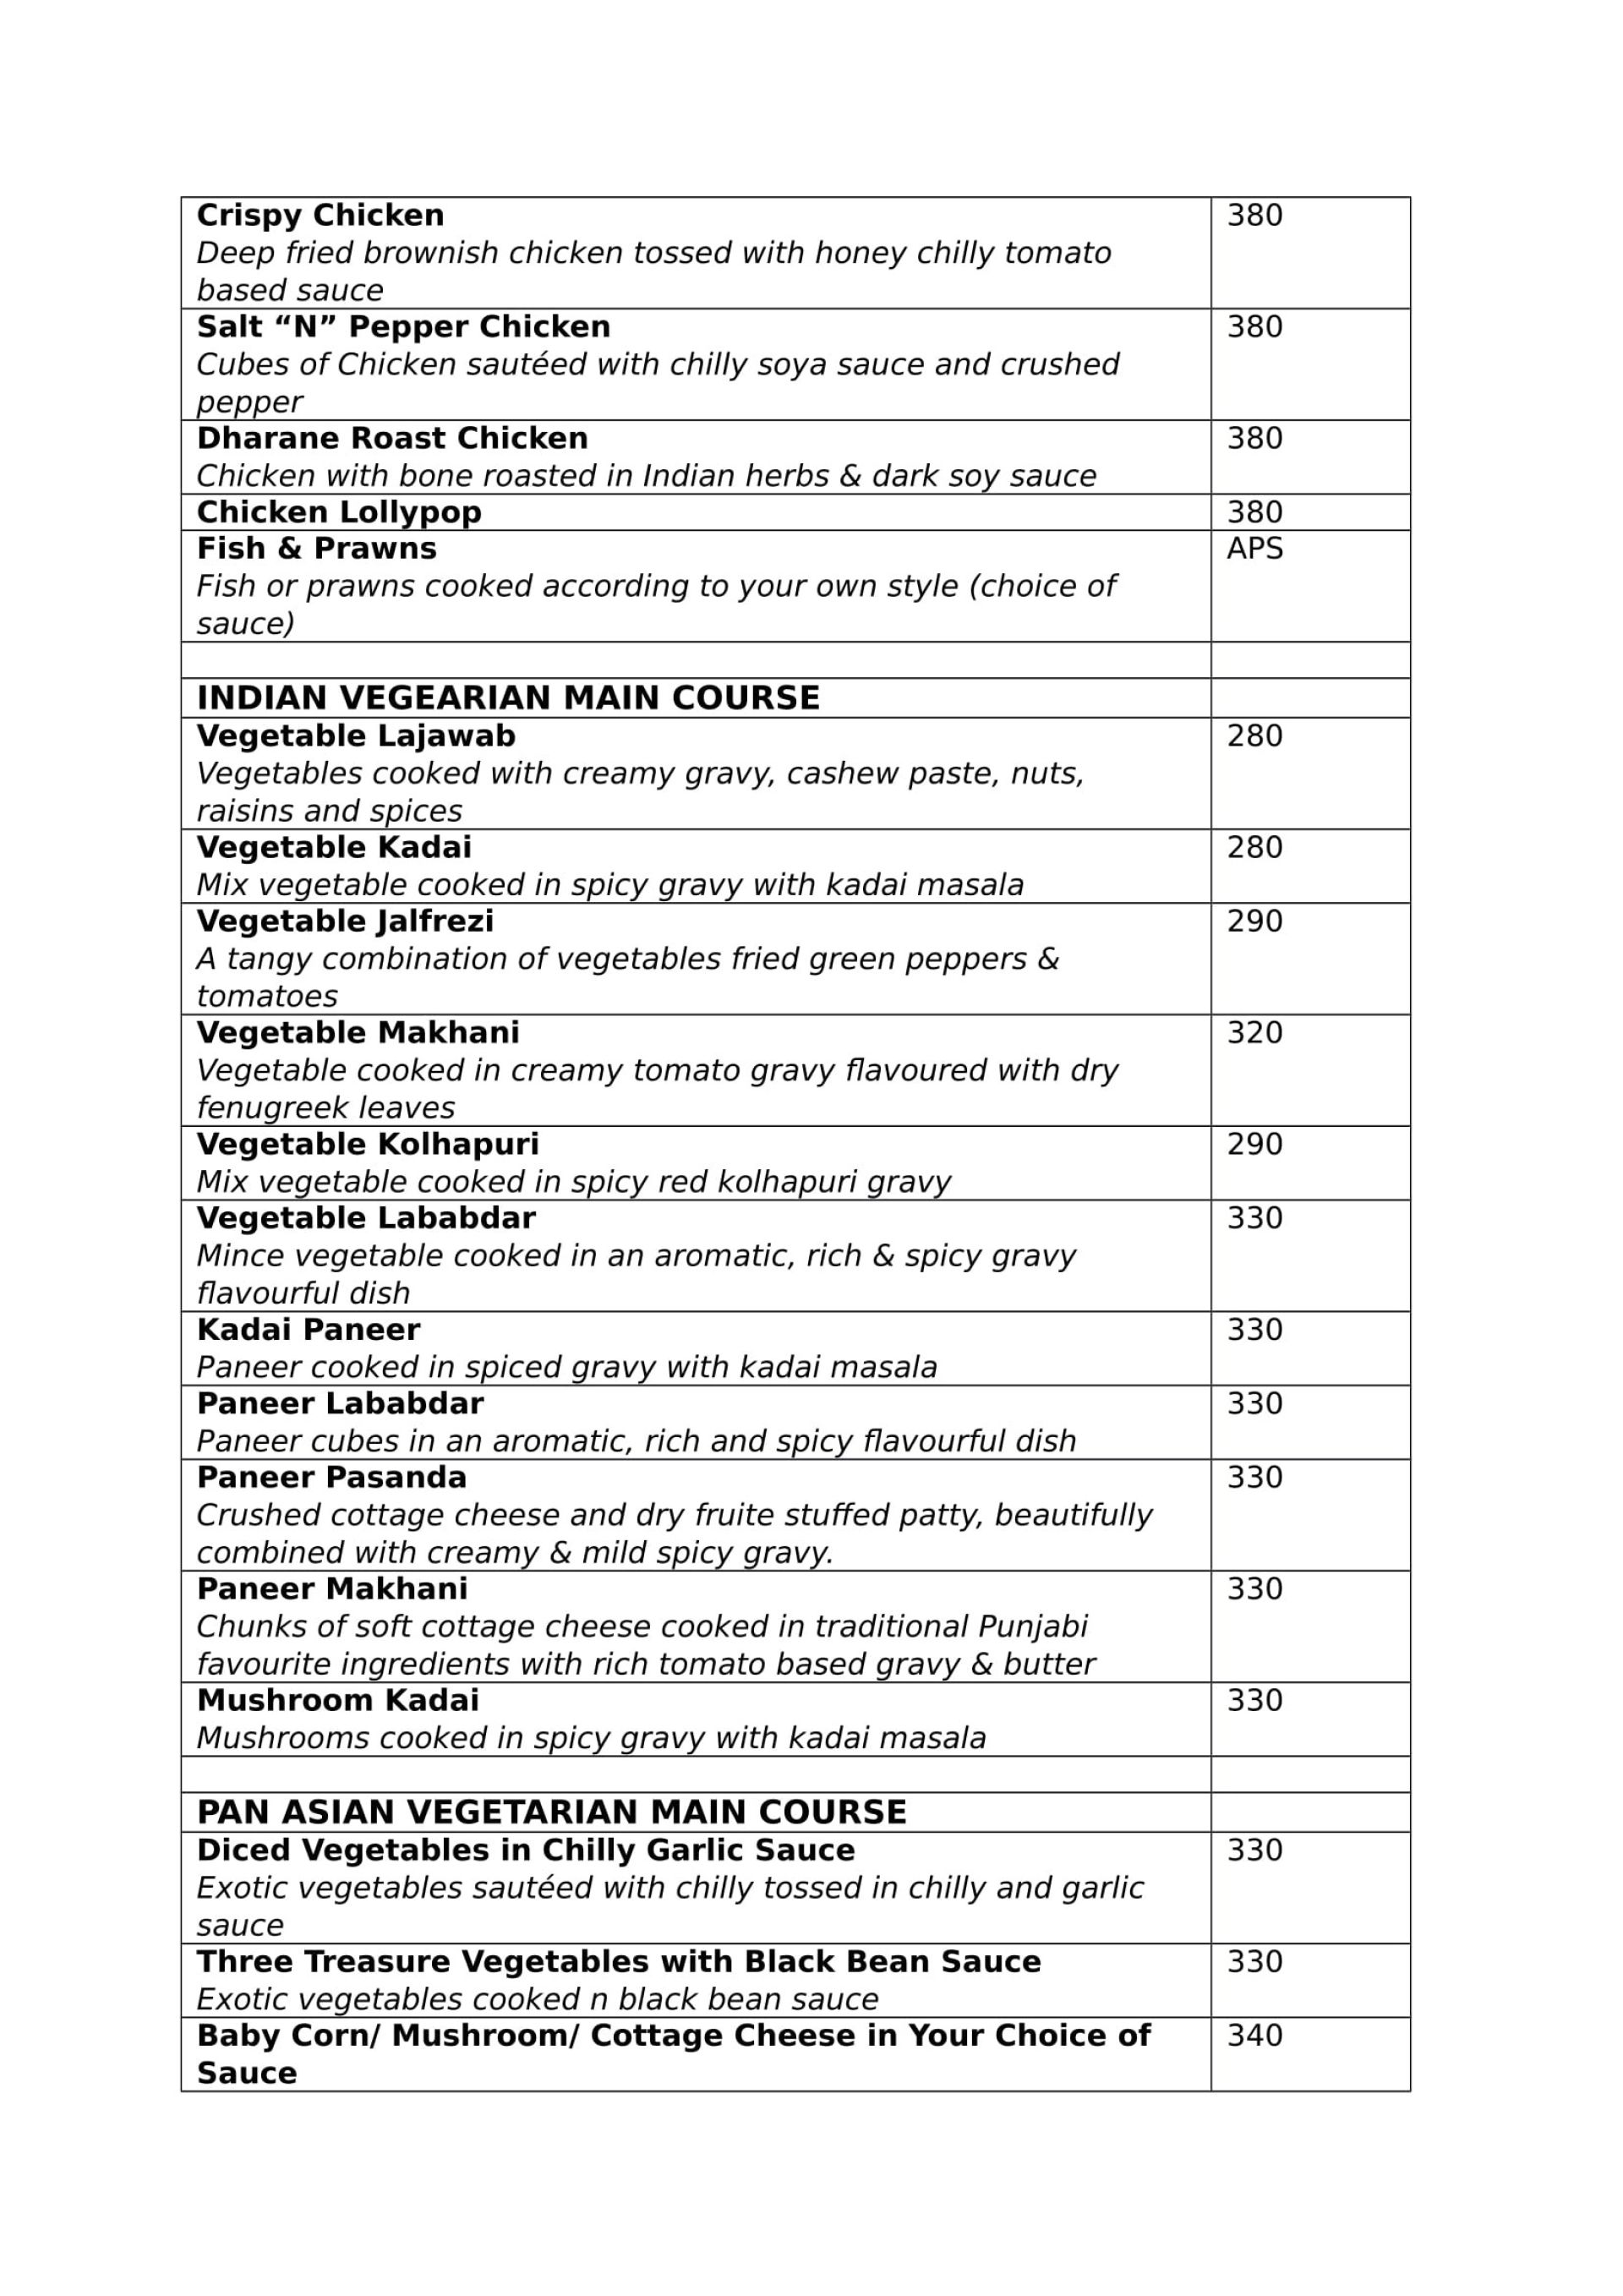 Crispy Chicken 380
Deep fried brownish chicken tossed with honey chilly tomato
based sauce
Salt “N” Pepper Chicken 380
Cubes of Chicken sautéed with chilly soya sauce and crushed
pepper
Dharane Roast Chicken 380
Chicken with bone roasted in Indian herbs & dark soy sauce
Chicken Lollypop 380
Fish & Prawns APS
Fish or prawns cooked according to your own style (choice of
sauce)
INDIAN VEGEARIAN MAIN COURSE
Vegetable Lajawab 280
Vegetables cooked with creamy gravy, cashew paste, nuts,
raisins and spices
Vegetable Kadai 280
Mix vegetable cooked in spicy gravy with kadai masala
Vegetable Jalfrezi 290
A tangy combination of vegetables fried green peppers &
tomatoes
Vegetable Makhani 320
Vegetable cooked in creamy tomato gravy flavoured with dry
fenugreek leaves
Vegetable Kolhapuri 290
Mix vegetable cooked in spicy red kolhapuri gravy
Vegetable Lababdar 330
Mince vegetable cooked in an aromatic, rich & spicy gravy
flavourful dish
Kadai Paneer 330
Paneer cooked in spiced gravy with kadai masala
Paneer Lababdar 330
Paneer cubes in an aromatic, rich and spicy flavourful dish
Paneer Pasanda 330
Crushed cottage cheese and dry fruite stuffed patty, beautifully
combined with creamy & mild spicy gravy.
Paneer Makhani 330
Chunks of soft cottage cheese cooked in traditional Punjabi
favourite ingredients with rich tomato based gravy & butter
Mushroom Kadai 330
Mushrooms cooked in spicy gravy with kadai masala
PAN ASIAN VEGETARIAN MAIN COURSE
Diced Vegetables in Chilly Garlic Sauce 330
Exotic vegetables sautéed with chilly tossed in chilly and garlic
sauce
Three Treasure Vegetables with Black Bean Sauce 330
Exotic vegetables cooked n black bean sauce
Baby Corn/ Mushroom/ Cottage Cheese in Your Choice of 340
Sauce